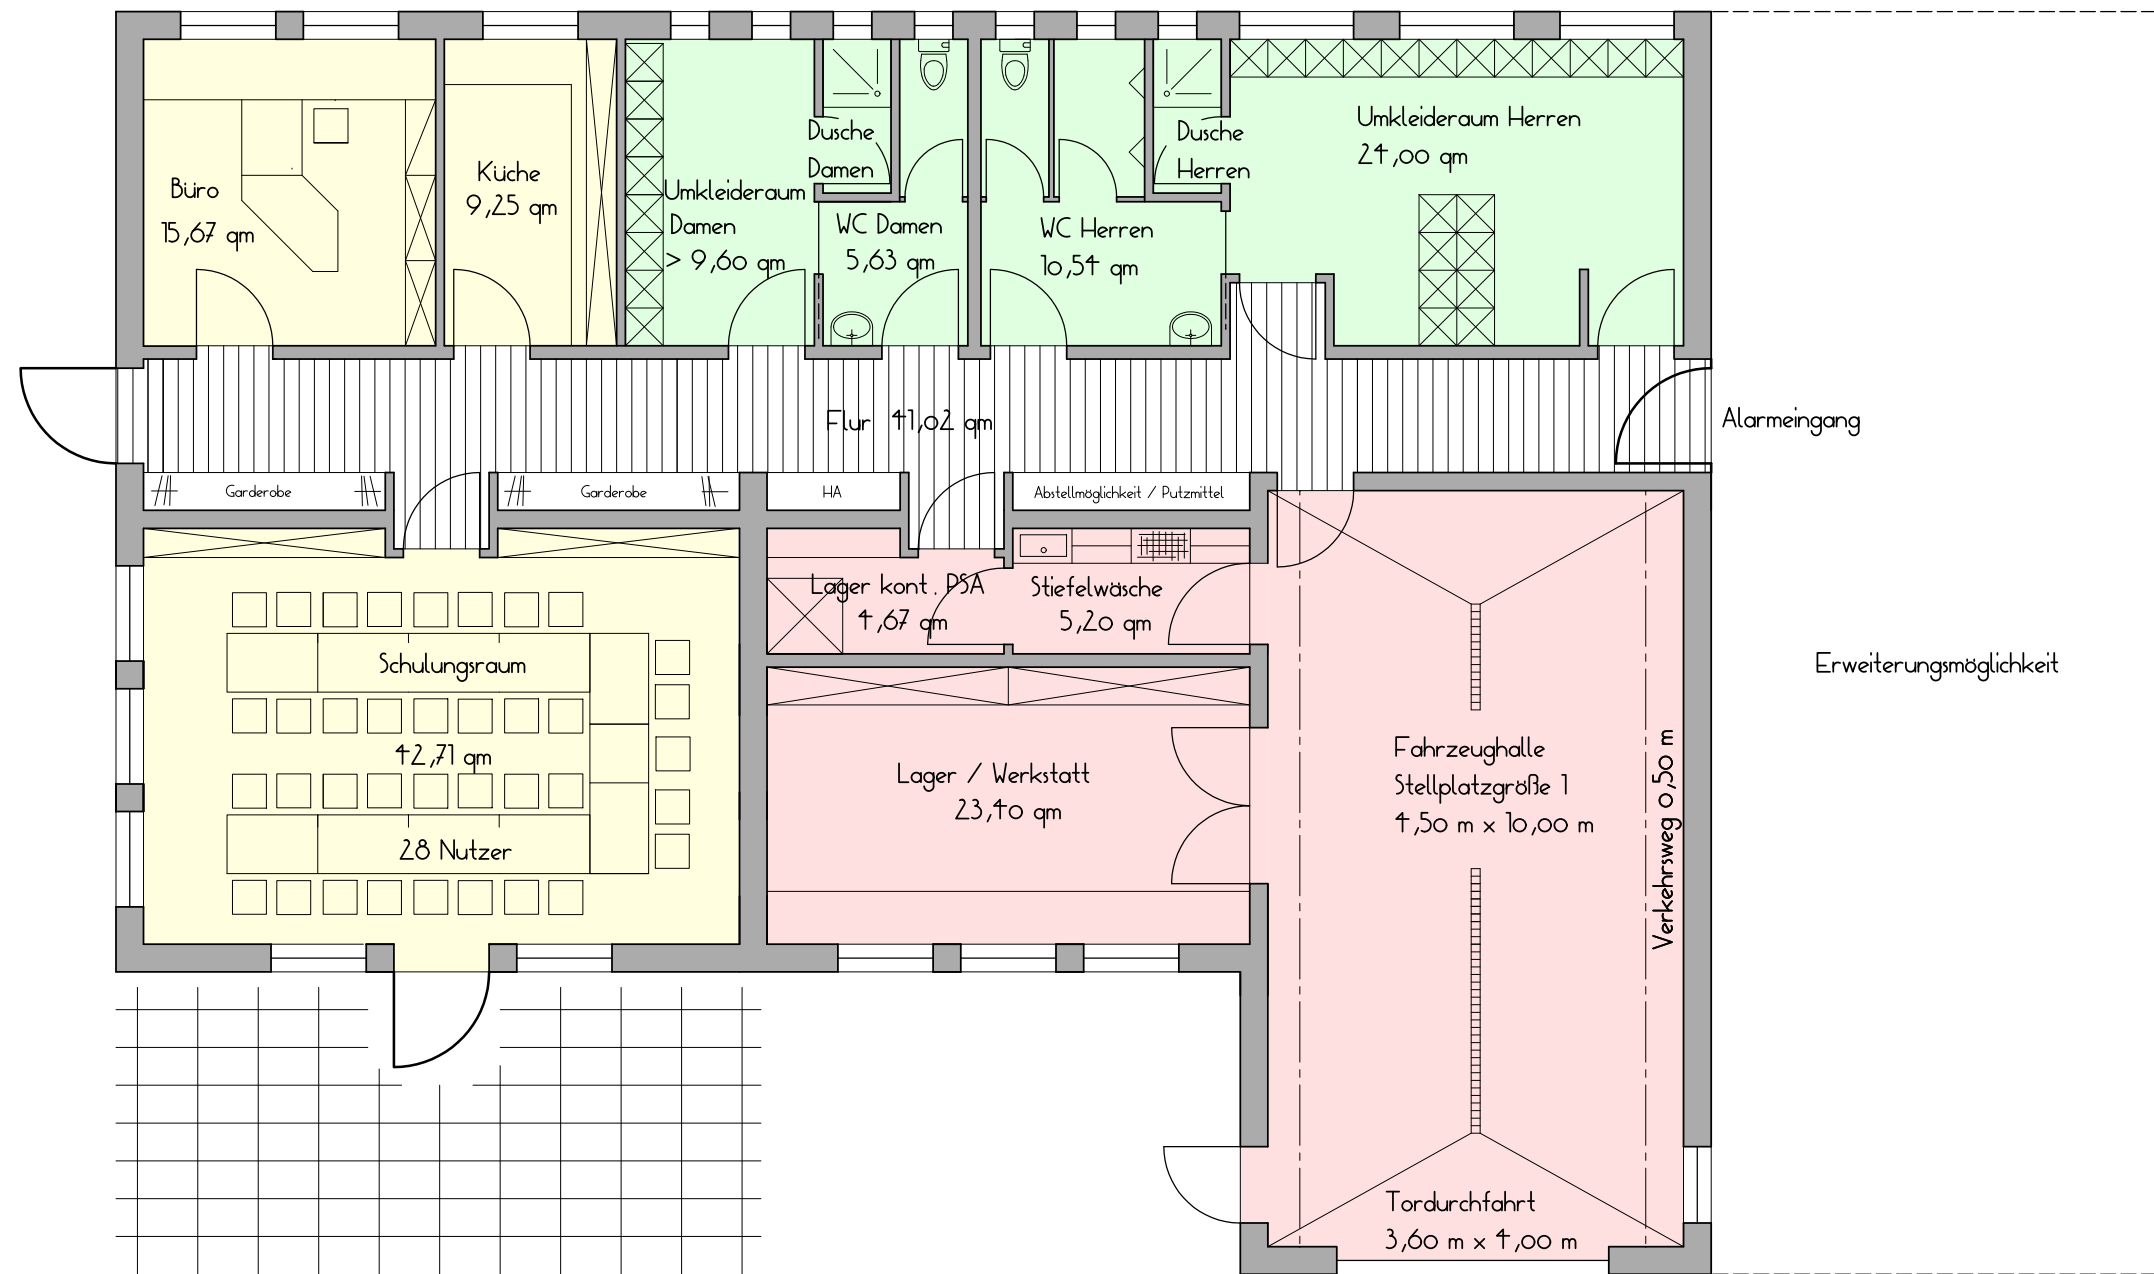 Büro
15,67 qm
Küche
9,25 qm
Umkleideraum
Damen
> 9,60 qm
Dusche
Damen
WC Damen
5,63 qm
WC Herren
10,54 qm
Dusche
Herren
Umkleideraum Herren
24,00 qm
Flur 41,02 qm
Alarmeingang
Garderobe
Garderobe
HA
Abstellmöglichkeit / Putzmittel
Lager kont. PSA
4,67 qm
Stiefelwäsche
5,20 qm
Schulungsraum
42,71 qm
28 Nutzer
Lager / Werkstatt
23,40 qm
Fahrzeughalle
Stellplatzgröße 1
4,50 m x 10,00 m
Verkehrsweg 0,50 m
Erweiterungsmöglichkeit
Tordurchfahrt
3,60 m x 4,00 m